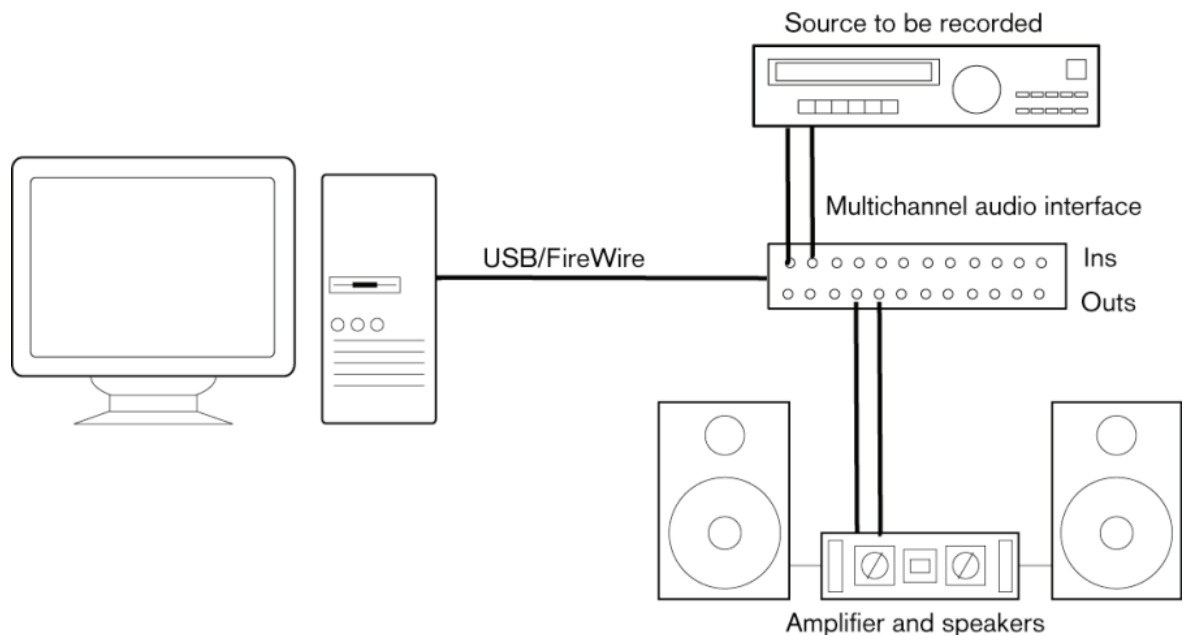 Source to be recorded
Multichannel audio interface
USB/FireWire
Ins
Outs
Amplifier and speakers